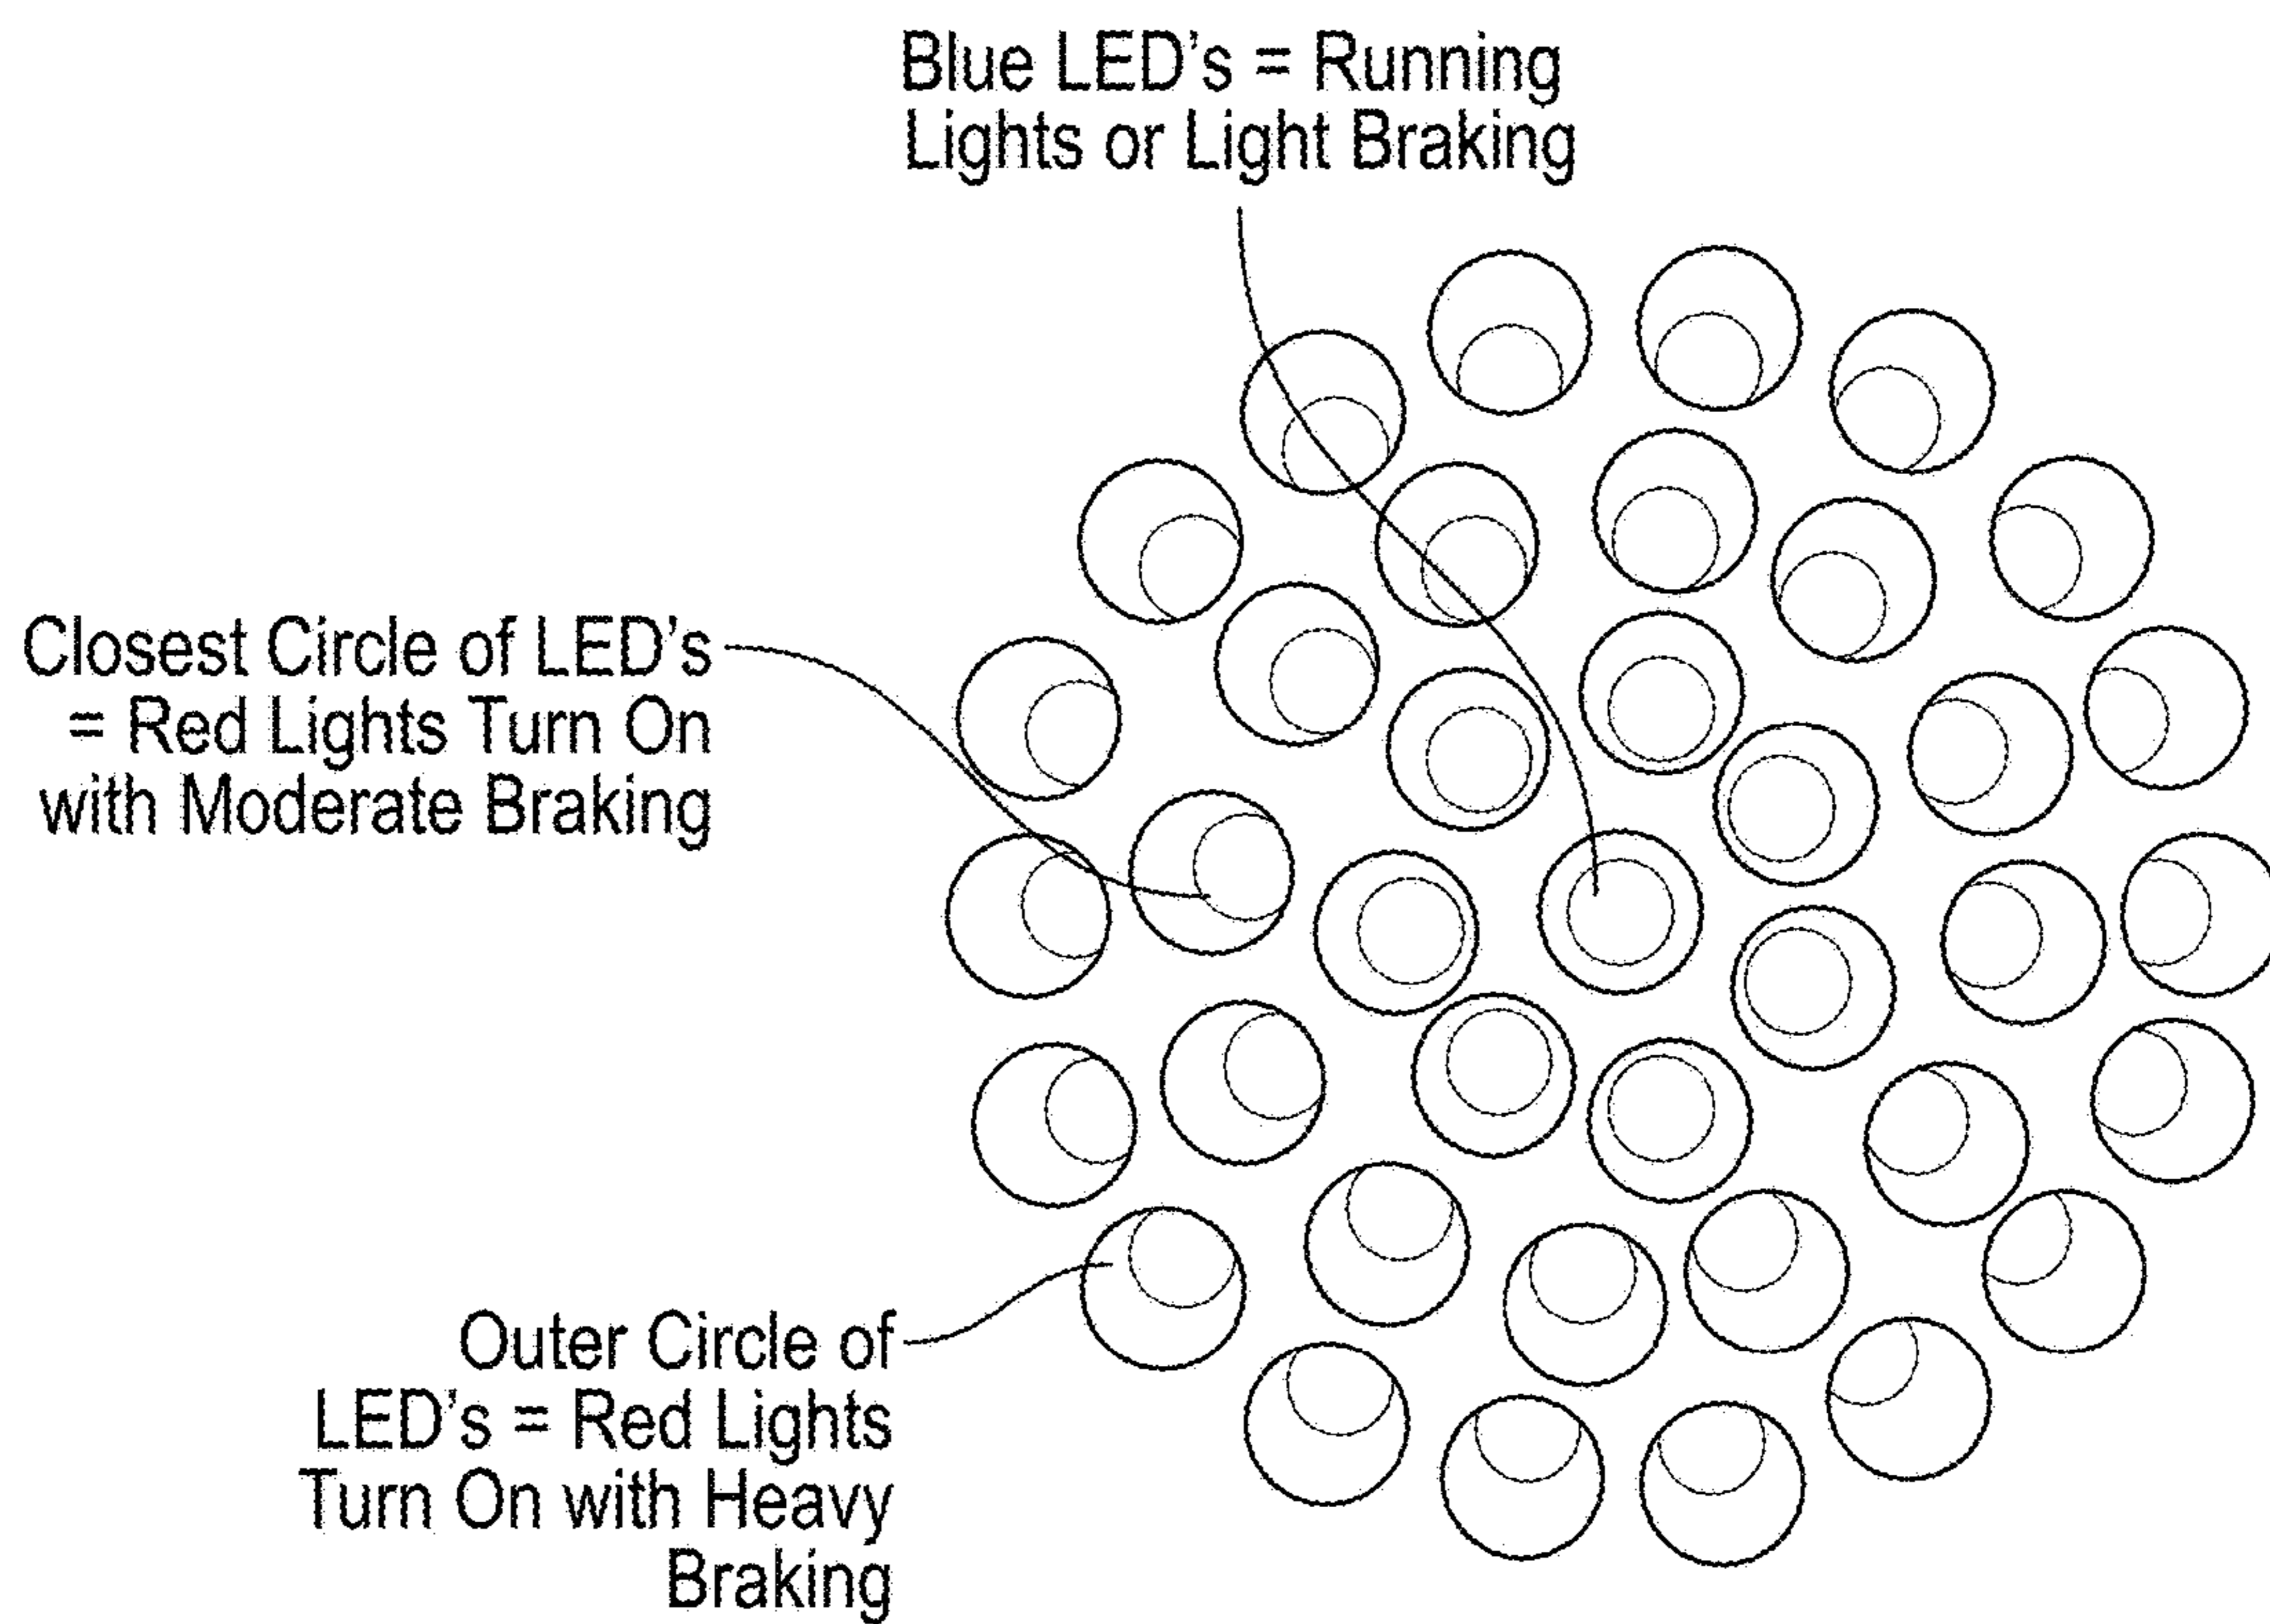 Blue LED's = Running
Lights or Light Braking
Closest Circle of LED's
= Red Lights Turn On
with Moderate Braking
Outer Circle of
LED's = Red Lights
Turn On with Heavy
Braking